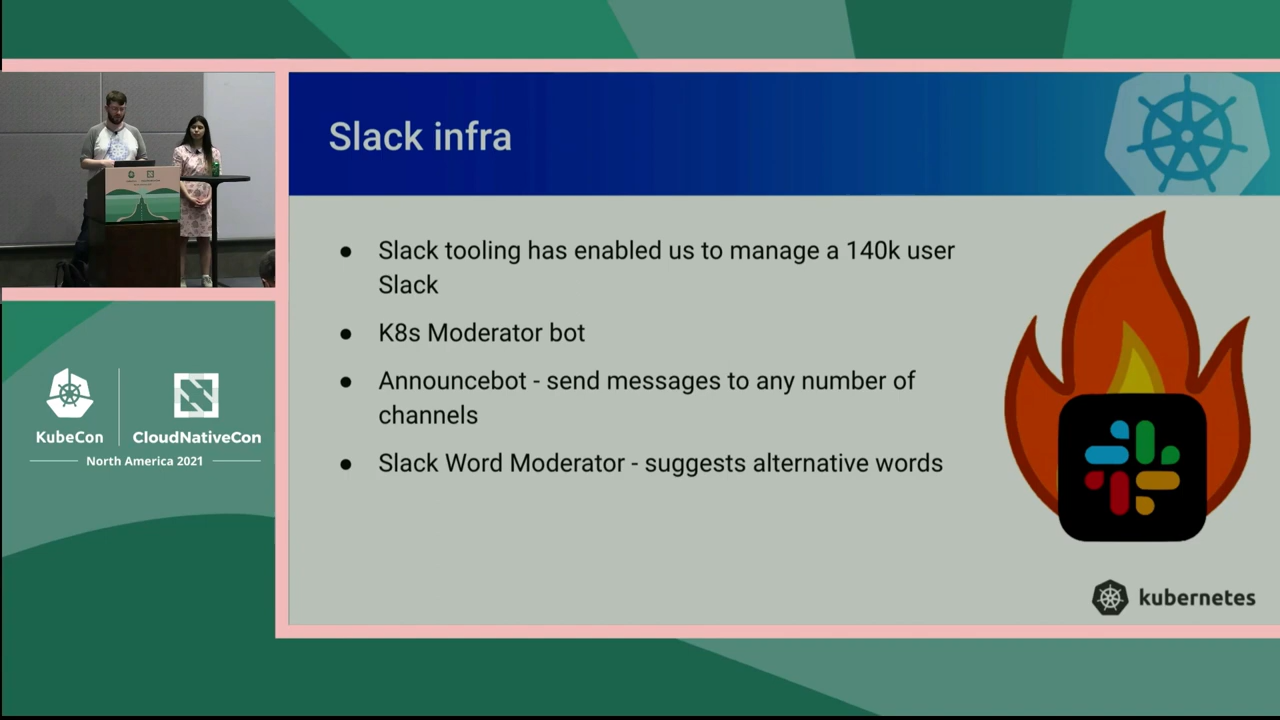 Slack infra
● Slack tooling has enabled us to manage a 140k user
Slack
● K8s Moderator bot
● Announcebot - send messages to any number of
channels
● Slack Word Moderator - suggests alternative words
kubernetes
KubeCon
CloudNativeCon
North America 2021